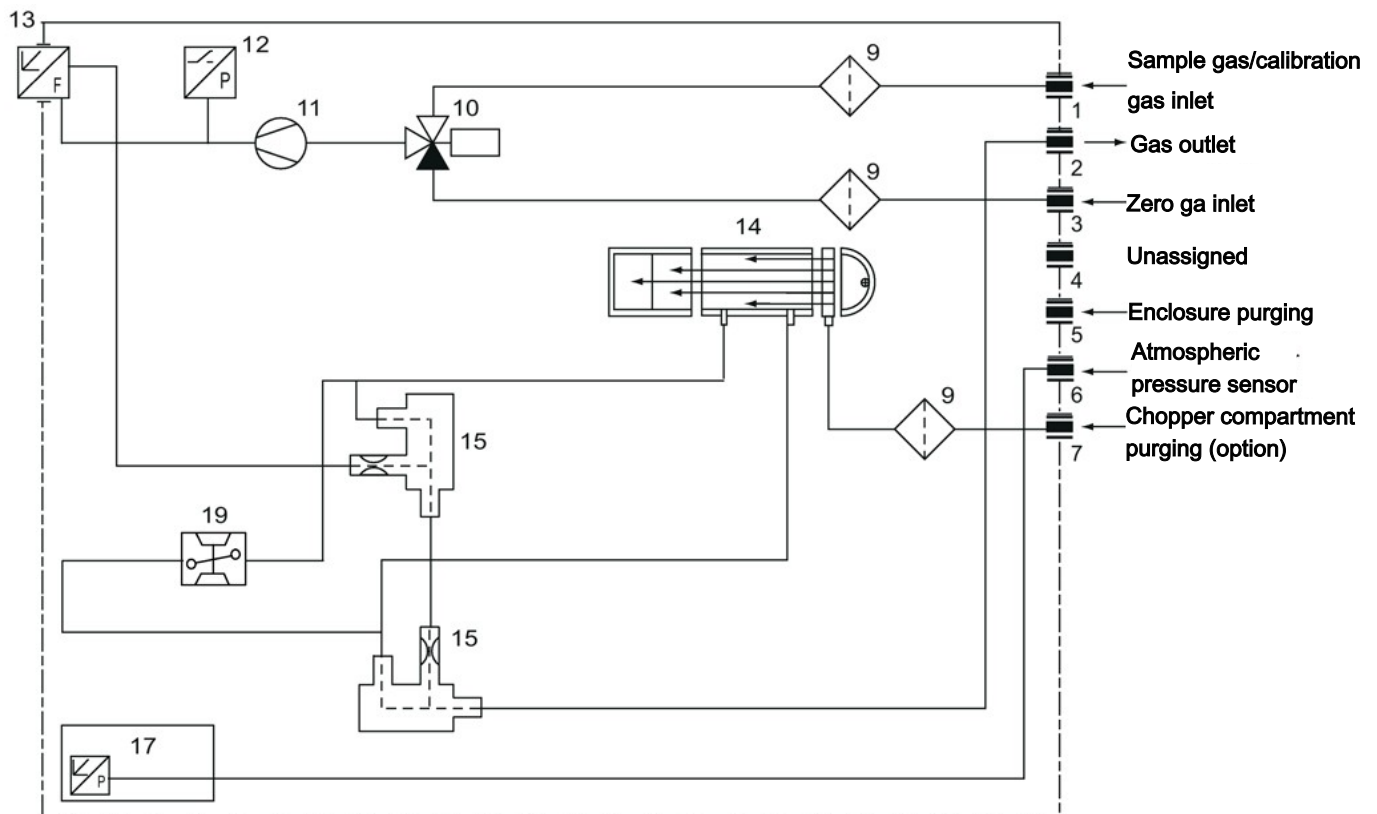 13
F
12
P
11
10
9
1
Sample gas/calibration
gas inlet
2
Gas outlet
9
3
Zero ga inlet
14
4
Unassigned
5
Enclosure purging
6
Atmospheric
pressure sensor
9
7
Chopper compartment
purging (option)
15
19
15
17
P